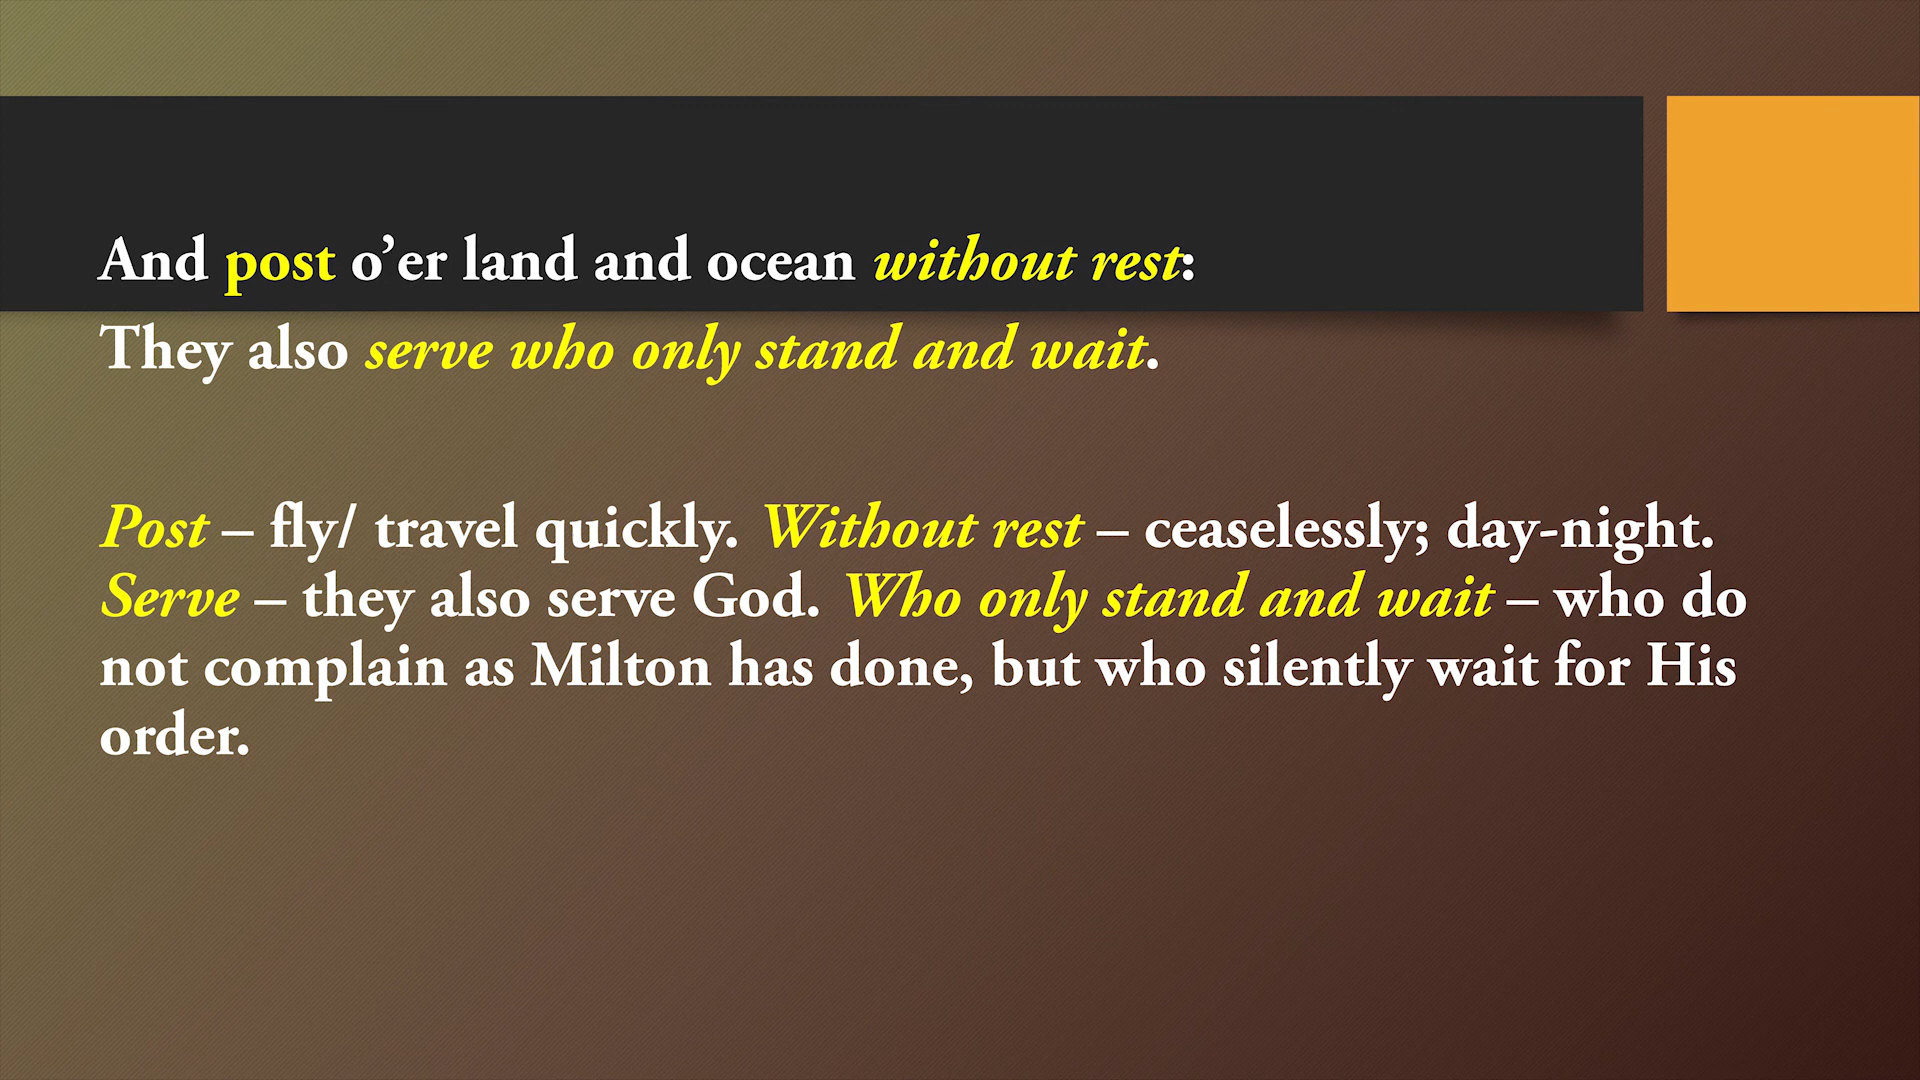 And post o’er land and ocean without rest:
They also serve who only stand and wait.
Post – fly/ travel quickly. Without rest – ceaselessly; day-night.
Serve – they also serve God. Who only stand and wait – who do
not complain as Milton has done, but who silently wait for His
order.